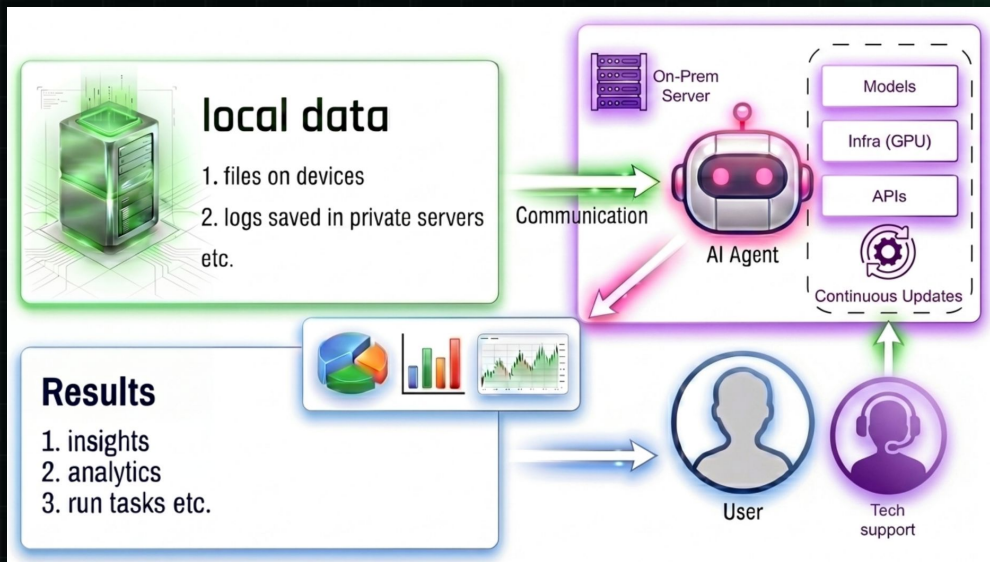 local data
1. files on devices
2. logs saved in private servers
etc.
Communication
On-Prem
Server
AI Agent
Models
Infra (GPU)
APIs
Continuous Updates
Results
1. insights
2. analytics
3. run tasks etc.
User
Tech
support